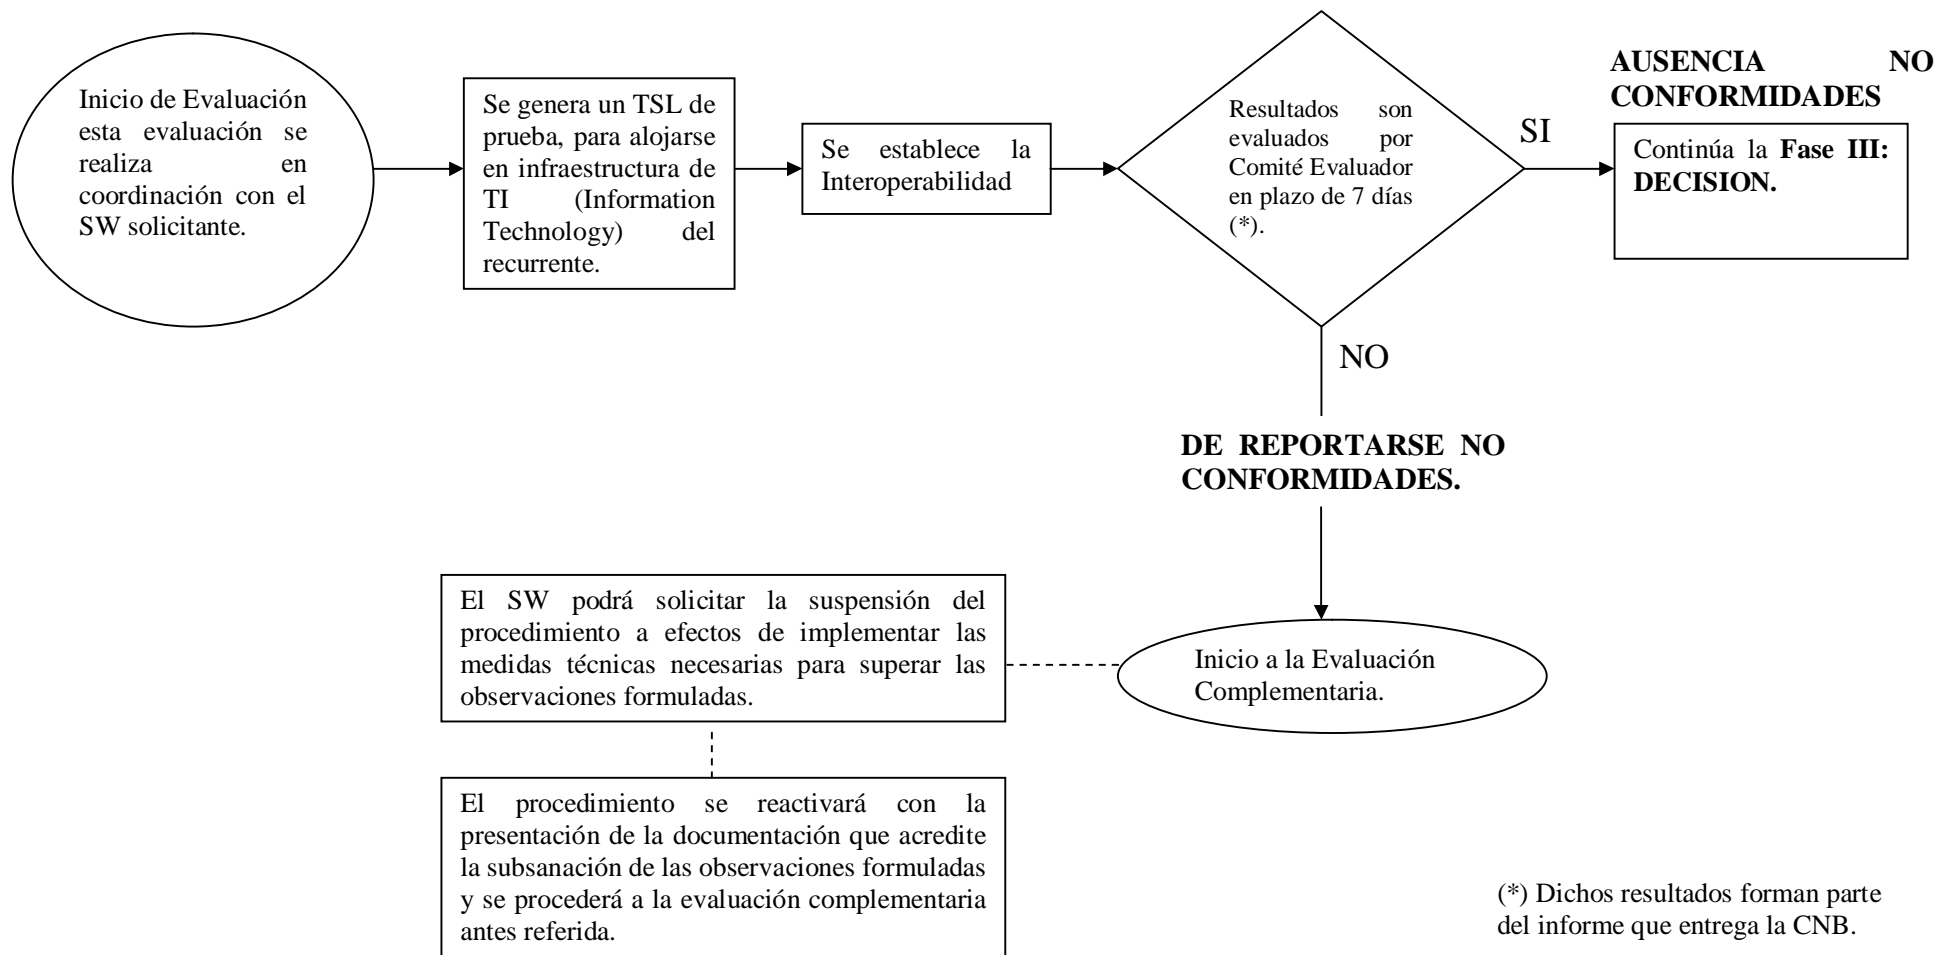 Inicio de Evaluación
esta evaluación se
realiza en
coordinación con el
SW solicitante.
Se genera un TSL de
prueba, para alojarse
en infraestructura de
TI (Information
Technology) del
recurrente.
Se establece la
Interoperabilidad
Resultados son
evaluados por
Comité Evaluador
en plazo de 7 días
(*).
SI
AUSENCIA NO
CONFORMIDADES
Continúa la Fase III:
DECISION.
NO
DE REPORTARSE NO
CONFORMIDADES.
Inicio a la Evaluación
Complementaria.
El SW podrá solicitar la suspensión del
procedimiento a efectos de implementar las
medidas técnicas necesarias para superar las
observaciones formuladas.
El procedimiento se reactivará con la
presentación de la documentación que acredite
la subsanación de las observaciones formuladas
y se procederá a la evaluación complementaria
antes referida.
(*) Dichos resultados forman parte
del informe que entrega la CNB.